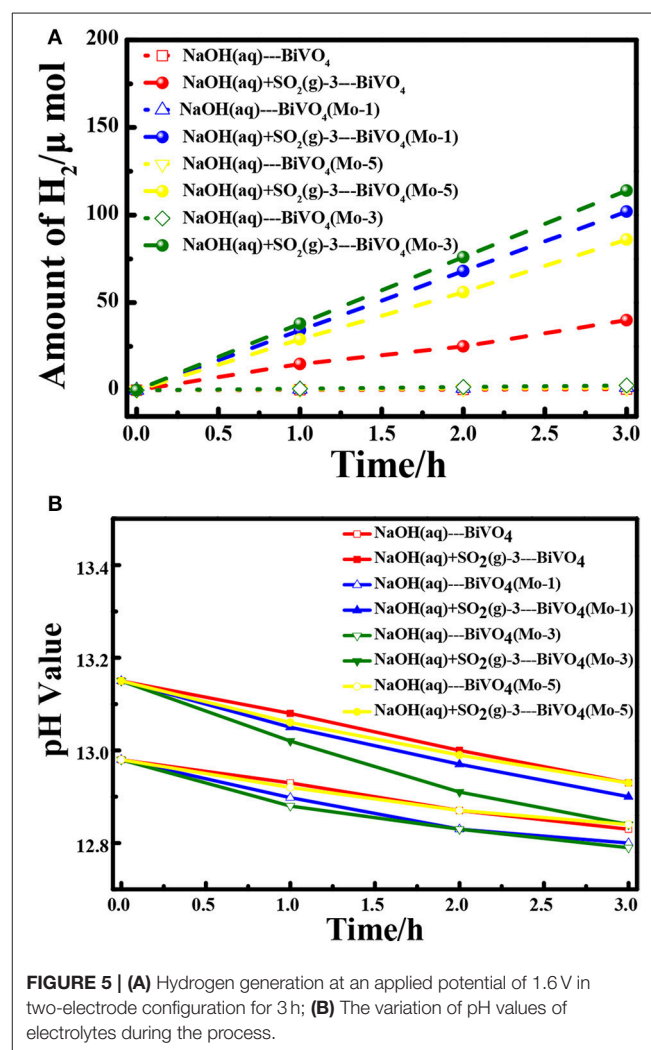 A
200
150
100
50
0
Amount of H₂/μ mol
NaOH(aq)---BiVO₄
NaOH(aq)+SO₂(g)-3---BiVO₄
NaOH(aq)---BiVO₄(Mo-1)
NaOH(aq)+SO₂(g)-3---BiVO₄(Mo-1)
NaOH(aq)---BiVO₄(Mo-5)
NaOH(aq)+SO₂(g)-3---BiVO₄(Mo-5)
NaOH(aq)---BiVO₄(Mo-3)
NaOH(aq)+SO₂(g)-3---BiVO₄(Mo-3)
0.0 0.5 1.0 1.5 2.0 2.5 3.0
Time/h
B
13.4
13.2
13.0
12.8
pH Value
NaOH(aq)---BiVO₄
NaOH(aq)+SO₂(g)-3---BiVO₄
NaOH(aq)---BiVO₄(Mo-1)
NaOH(aq)+SO₂(g)-3---BiVO₄(Mo-1)
NaOH(aq)---BiVO₄(Mo-3)
NaOH(aq)+SO₂(g)-3---BiVO₄(Mo-3)
NaOH(aq)---BiVO₄(Mo-5)
NaOH(aq)+SO₂(g)-3---BiVO₄(Mo-5)
0.0 0.5 1.0 1.5 2.0 2.5 3.0
Time/h
FIGURE 5 | (A) Hydrogen generation at an applied potential of 1.6 V in
two-electrode configuration for 3 h; (B) The variation of pH values of
electrolytes during the process.